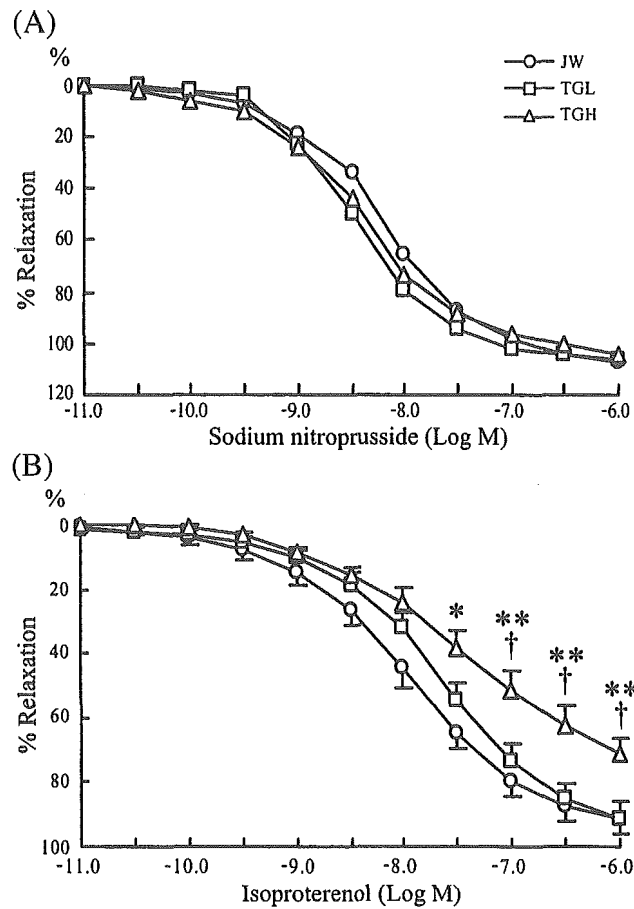 (A)
%
JW
TGL
TGH
0
20
40
60
80
100
120
% Relaxation
-11.0 -10.0 -9.0 -8.0 -7.0 -6.0
Sodium nitroprusside (Log M)
(B)
%
0
20
40
60
80
100
% Relaxation
* ** ** **
† † †
-11.0 -10.0 -9.0 -8.0 -7.0 -6.0
Isoproterenol (Log M)